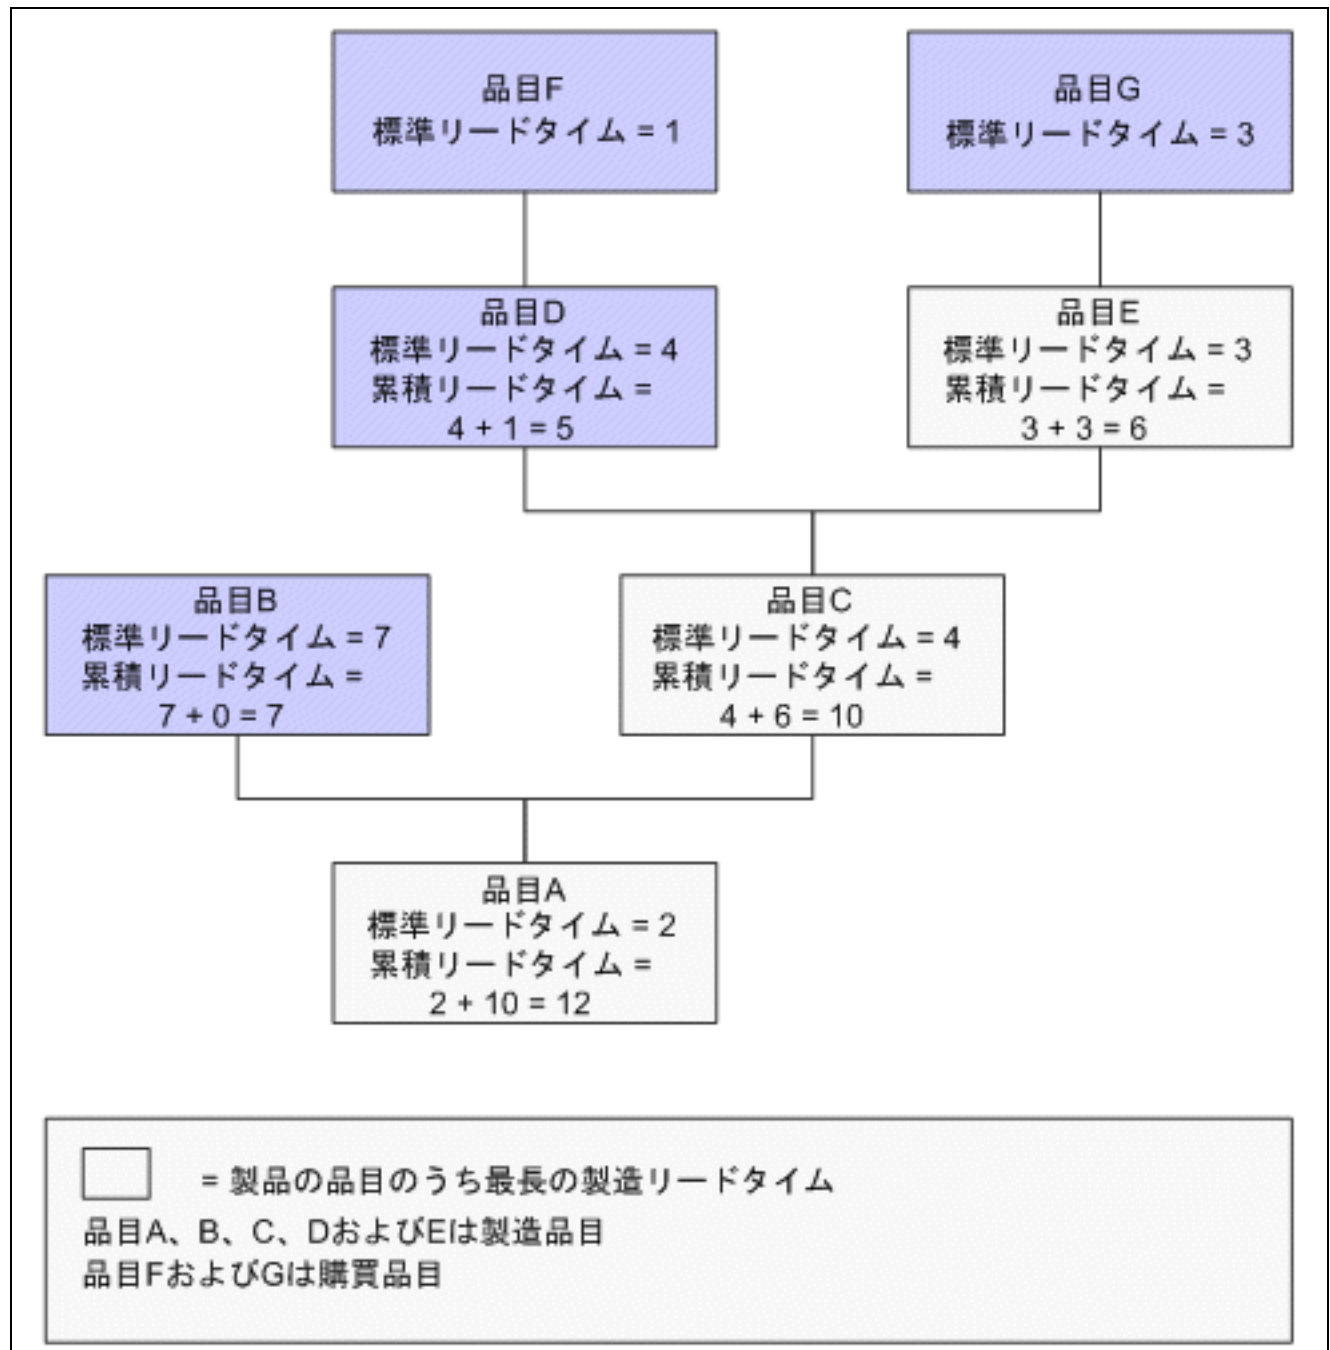 品目F
標準リードタイム = 1
品目G
標準リードタイム = 3
品目D
標準リードタイム = 4
累積リードタイム =
4 + 1 = 5
品目E
標準リードタイム = 3
累積リードタイム =
3 + 3 = 6
品目B
標準リードタイム = 7
累積リードタイム =
7 + 0 = 7
品目C
標準リードタイム = 4
累積リードタイム =
4 + 6 = 10
品目A
標準リードタイム = 2
累積リードタイム =
2 + 10 = 12
= 製品の品目のうち最長の製造リードタイム
品目A、B、C、DおよびEは製造品目
品目FおよびGは購買品目